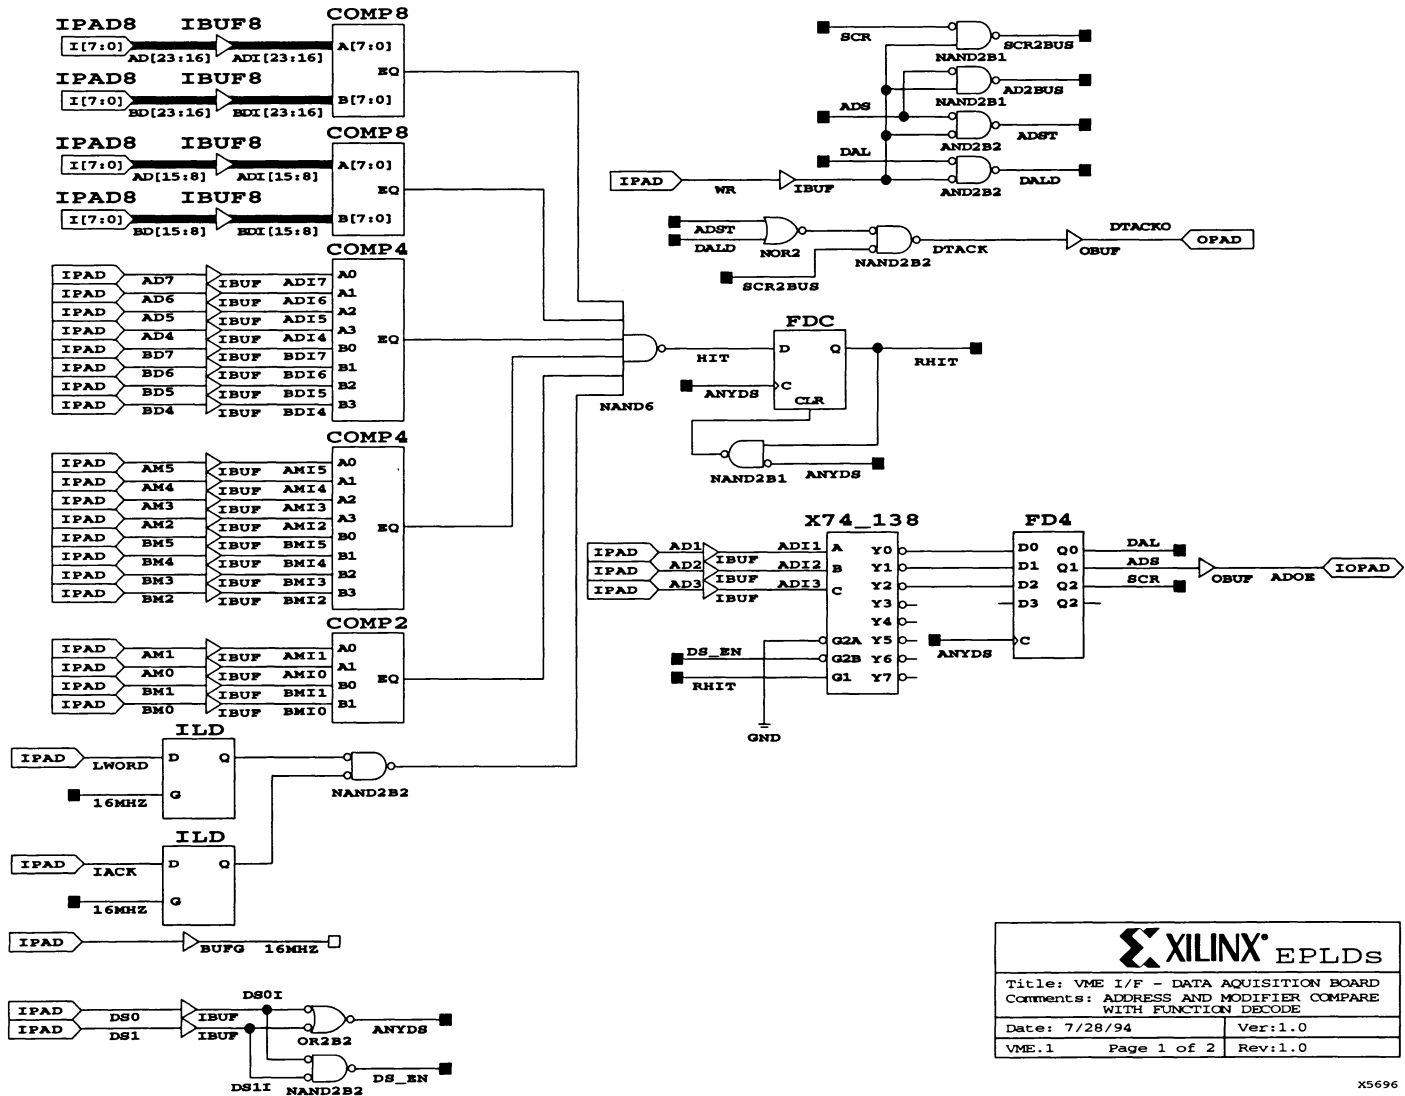 IPAD8 IBUF8 COMP8
I[7:0] AD[23:16] ADI[23:16] A[7:0]
EQ
IPAD8 IBUF8
I[7:0] BD[23:16] BDI[23:16] B[7:0]
IPAD8 IBUF8 COMP8
I[7:0] AD[15:8] ADI[15:8] A[7:0]
EQ
IPAD8 IBUF8
I[7:0] BD[15:8] BDI[15:8] B[7:0]
COMP4
IPAD AD7 IBUF ADI7 A0
IPAD AD6 IBUF ADI6 A1
IPAD AD5 IBUF ADI5 A2
IPAD AD4 IBUF ADI4 A3
EQ
IPAD BD7 IBUF BDI7 B0
IPAD BD6 IBUF BDI6 B1
IPAD BD5 IBUF BDI5 B2
IPAD BD4 IBUF BDI4 B3
COMP4
IPAD AM5 IBUF AMI5 A0
IPAD AM4 IBUF AMI4 A1
IPAD AM3 IBUF AMI3 A2
IPAD AM2 IBUF AMI2 A3
EQ
IPAD BM5 IBUF BMI5 B0
IPAD BM4 IBUF BMI4 B1
IPAD BM3 IBUF BMI3 B2
IPAD BM2 IBUF BMI2 B3
COMP2
IPAD AM1 IBUF AMI1 A0
IPAD AM0 IBUF AMI0 A1
EQ
IPAD BM1 IBUF BMI1 B0
IPAD BM0 IBUF BMI0 B1
ILD
IPAD LWORD D Q
16MHZ G
NAND2B2
ILD
IPAD IACK D Q
16MHZ G
IPAD BUFG 16MHZ
DS0I
IPAD DS0 IBUF
IPAD DS1 IBUF
OR2B2 ANYDS
DS1I NAND2B2 DS_EN
SCR NAND2B1 SCR2BUS
NAND2B1 AD2BUS
ADS AND2B2 ADST
DAL AND2B2 DALD
IPAD WR IBUF
ADST
DALD NOR2
SCR2BUS
NAND2B2 DTACK OBUF DTACKO OPAD
NAND6 HIT
FDC
D Q RHIT
ANYDS C
CLR
NAND2B1 ANYDS
X74_138 FD4
IPAD AD1 IBUF ADI1 A Y0 D0 Q0 DAL
IPAD AD2 IBUF ADI2 B Y1 D1 Q1 ADS OBUF ADOE IOPAD
IPAD AD3 IBUF ADI3 C Y2 D2 Q2 SCR
Y3 D3 Q2
Y4
G2A Y5 ANYDS C
DS_EN G2B Y6
RHIT G1 Y7
GND
XILINX® EPLDs
Title: VME I/F - DATA AQUISITION BOARD
Comments: ADDRESS AND MODIFIER COMPARE
WITH FUNCTION DECODE
Date: 7/28/94 Ver:1.0
VME.1 Page 1 of 2 Rev:1.0
X5696